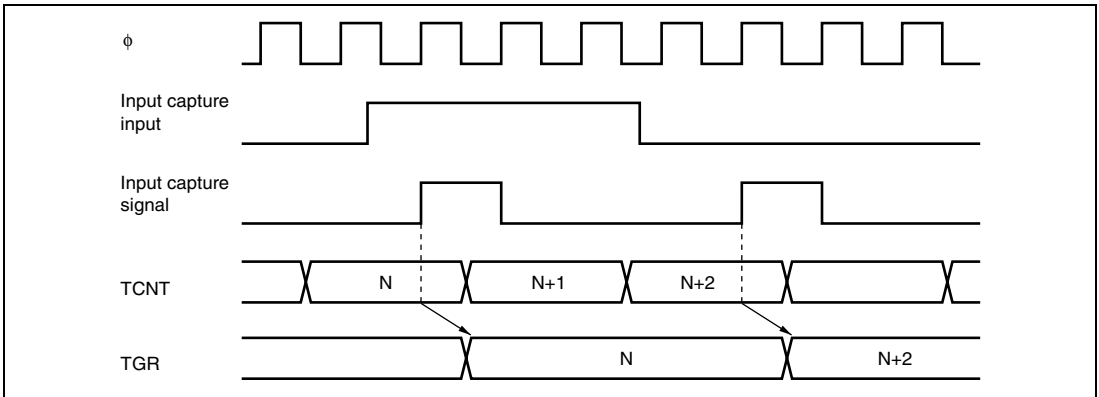 φ
Input capture
input
Input capture
signal
TCNT
N
N+1
N+2
TGR
N
N+2